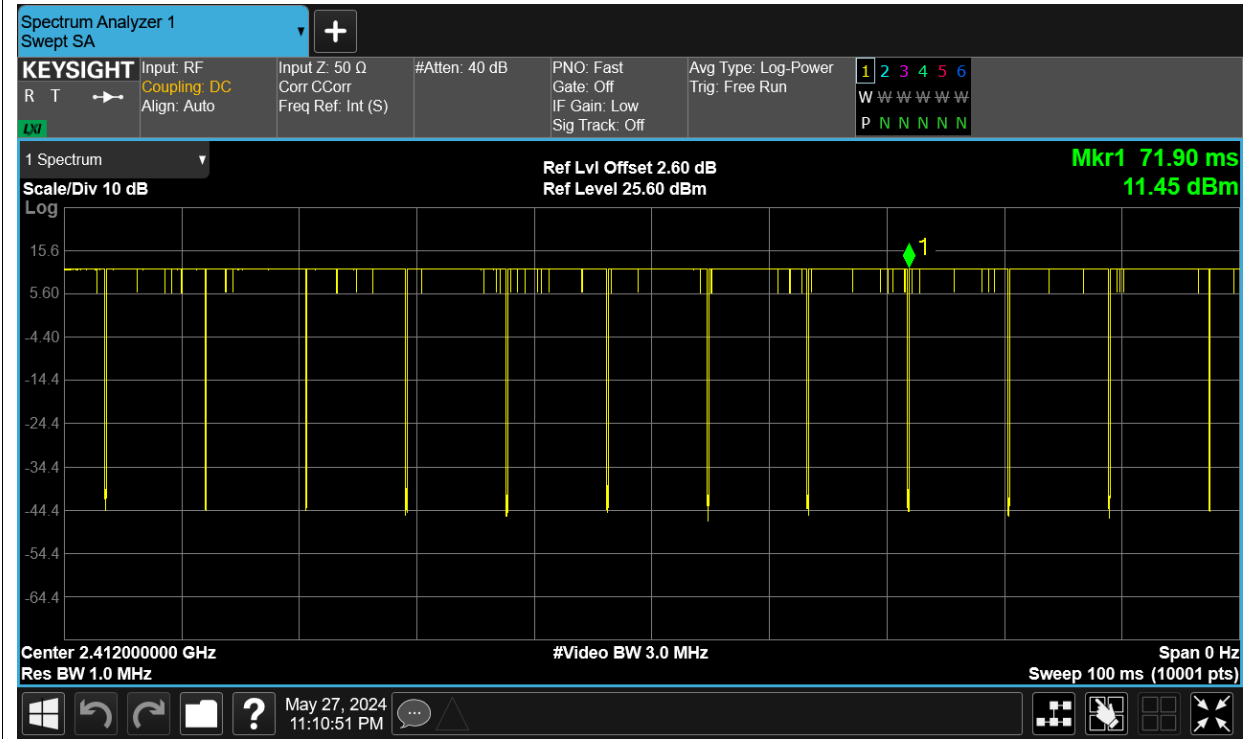 Spectrum Analyzer 1
Swept SA
KEYSIGHT
R T
LXI
Input: RF
Coupling: DC
Align: Auto
Input Z: 50 Ω
Corr CCorr
Freq Ref: Int (S)
#Atten: 40 dB
PNO: Fast
Gate: Off
IF Gain: Low
Sig Track: Off
Avg Type: Log-Power
Trig: Free Run
1 2 3 4 5 6
W W W W W W
P N N N N N
1 Spectrum
Scale/Div 10 dB
Ref Lvl Offset 2.60 dB
Ref Level 25.60 dBm
Mkr1 71.90 ms
11.45 dBm
Log
1
15.6
5.60
-4.40
-14.4
-24.4
-34.4
-44.4
-54.4
-64.4
Center 2.412000000 GHz
Res BW 1.0 MHz
#Video BW 3.0 MHz
Span 0 Hz
Sweep 100 ms (10001 pts)
?
May 27, 2024
11:10:51 PM